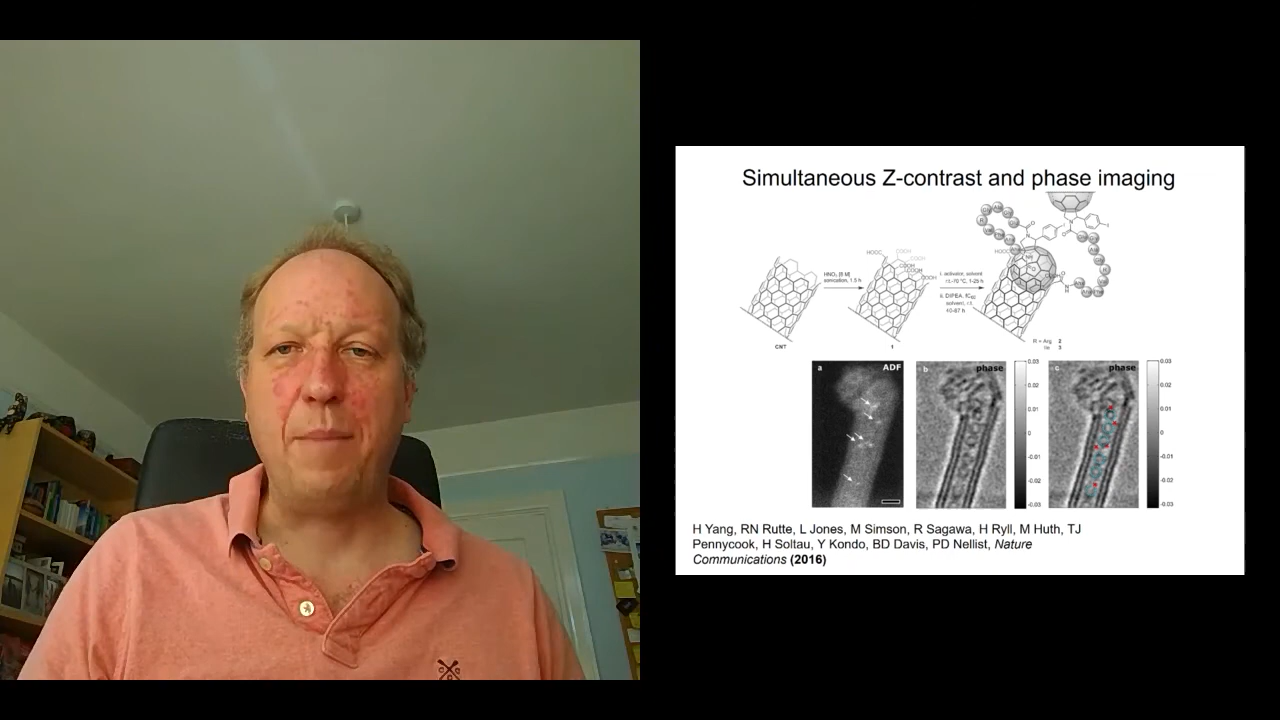 Simultaneous Z-contrast and phase imaging
HOOC
COOH
COOH
COOH
COOH
COOH
HOOC
HNO₃ [8 M]
sonication, 1.5 h
i. activator, solvent
r.t.-70 °C, 1-25 h
ii. DIPEA, fC₆₀
solvent, r.t.
40-87 h
CNT
1
R = Arg 2
Ile 3
a ADF
b phase
c phase
0.03
0.02
0.01
0
-0.01
-0.02
-0.03
0.03
0.02
0.01
0
-0.01
-0.02
-0.03
H Yang, RN Rutte, L Jones, M Simson, R Sagawa, H Ryll, M Huth, TJ
Pennycook, H Soltau, Y Kondo, BD Davis, PD Nellist, Nature
Communications (2016)